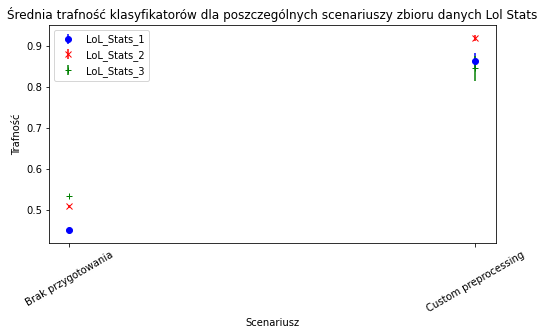 Średnia trafność klasyfikatorów dla poszczególnych scenariuszy zbioru danych Lol Stats
LoL_Stats_1
LoL_Stats_2
LoL_Stats_3
Trafność
0.9
0.8
0.7
0.6
0.5
Brak przygotowania
Custom preprocessing
Scenariusz